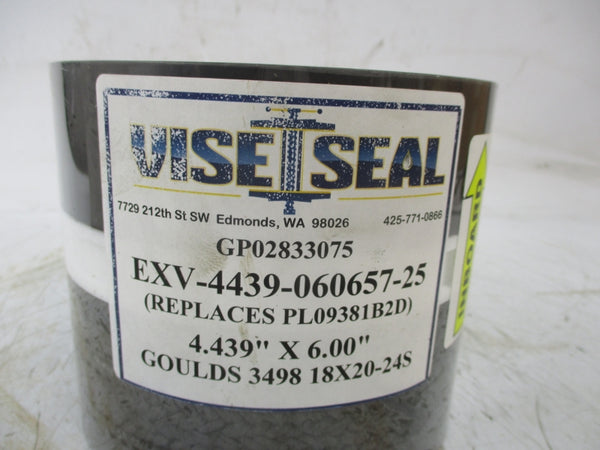 VISE SEAL
7729 212th St SW Edmonds, WA 98026 425-771-0866
GP02833075
EXV-4439-060657-25
(REPLACES PL09381B2D)
4.439" X 6.00"
GOULDS 3498 18X20-24S
INBOARD